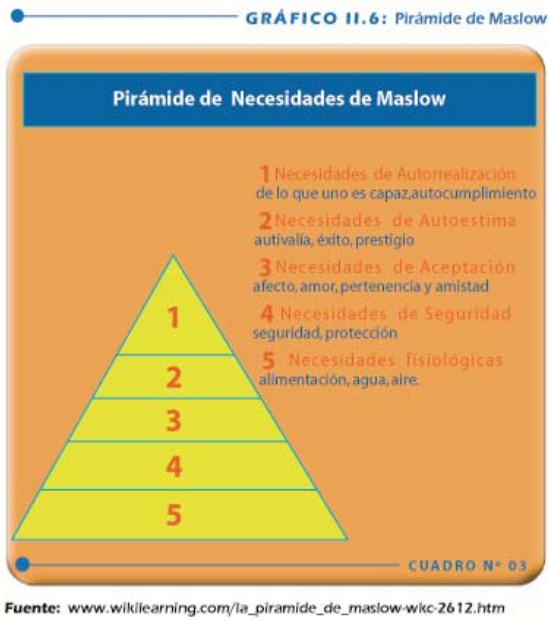 GRÁFICO II.6: Pirámide de Maslow
Pirámide de Necesidades de Maslow
1 Necesidades de Autorrealización
de lo que uno es capaz,autocumplimiento
2 Necesidades de Autoestima
autivalía, éxito, prestigio
3 Necesidades de Aceptación
afecto, amor, pertenencia y amistad
4 Necesidades de Seguridad
seguridad, protección
5 Necesidades fisiológicas
alimentación, agua, aire.
1
2
3
4
5
CUADRO Nº 03
Fuente: www.wikilearning.com/la_piramide_de_maslow-wkc-2612.htm